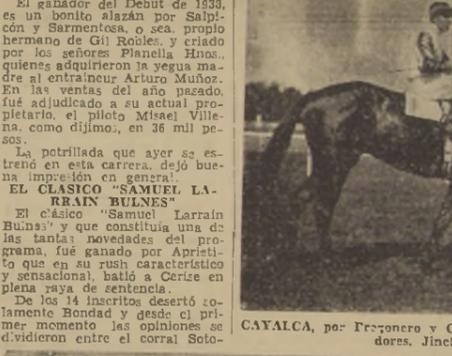 El ganador del Debut de 1933,
es un bonito alazán por Salpi-
cón y Sarmentosa, o sea, propio
hermano de Gil Robles, y criado
por los señores Planella Hnos.,
quienes adquirieron la yegua ma-
dre al entraineur Arturo Muñoz.
En las ventas del año pasado,
fué adjudicado a su actual pro-
pietario, el piloto Misael Ville-
na, como dijimos, en 36 mil pe-
sos.
La potrillada que ayer se es-
trenó en esta carrera, dejó bue-
na impresión en general.
EL CLASICO "SAMUEL LA-
RRAIN BULNES"
El clásico "Samuel Larrain
Bulnes" y que constituía una de
las tantas novedades del pro-
grama, fué ganado por Aprieti-
to que en su rush característico
y sensacional, batió a Cerise en
plena raya de sentencia.
De los 14 inscritos desertó so-
lamente Bondad y desde el pri-
mer momento las opiniones se
dividieron entre el corral Soto-
CAYALCA, por Fregonero y C
dores. Jine